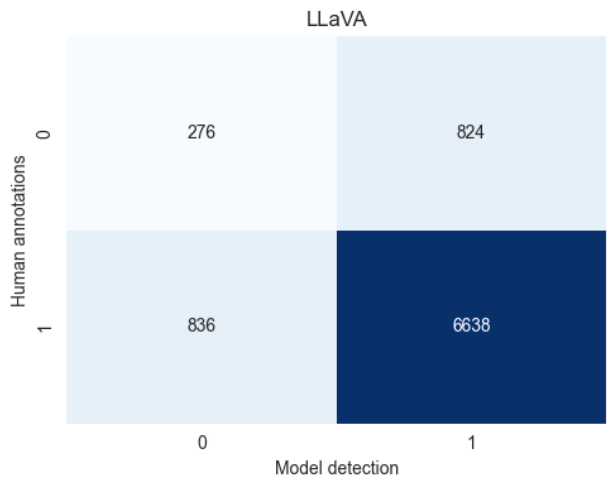 LLaVA
Human annotations
0
276
824
1
836
6638
0
1
Model detection